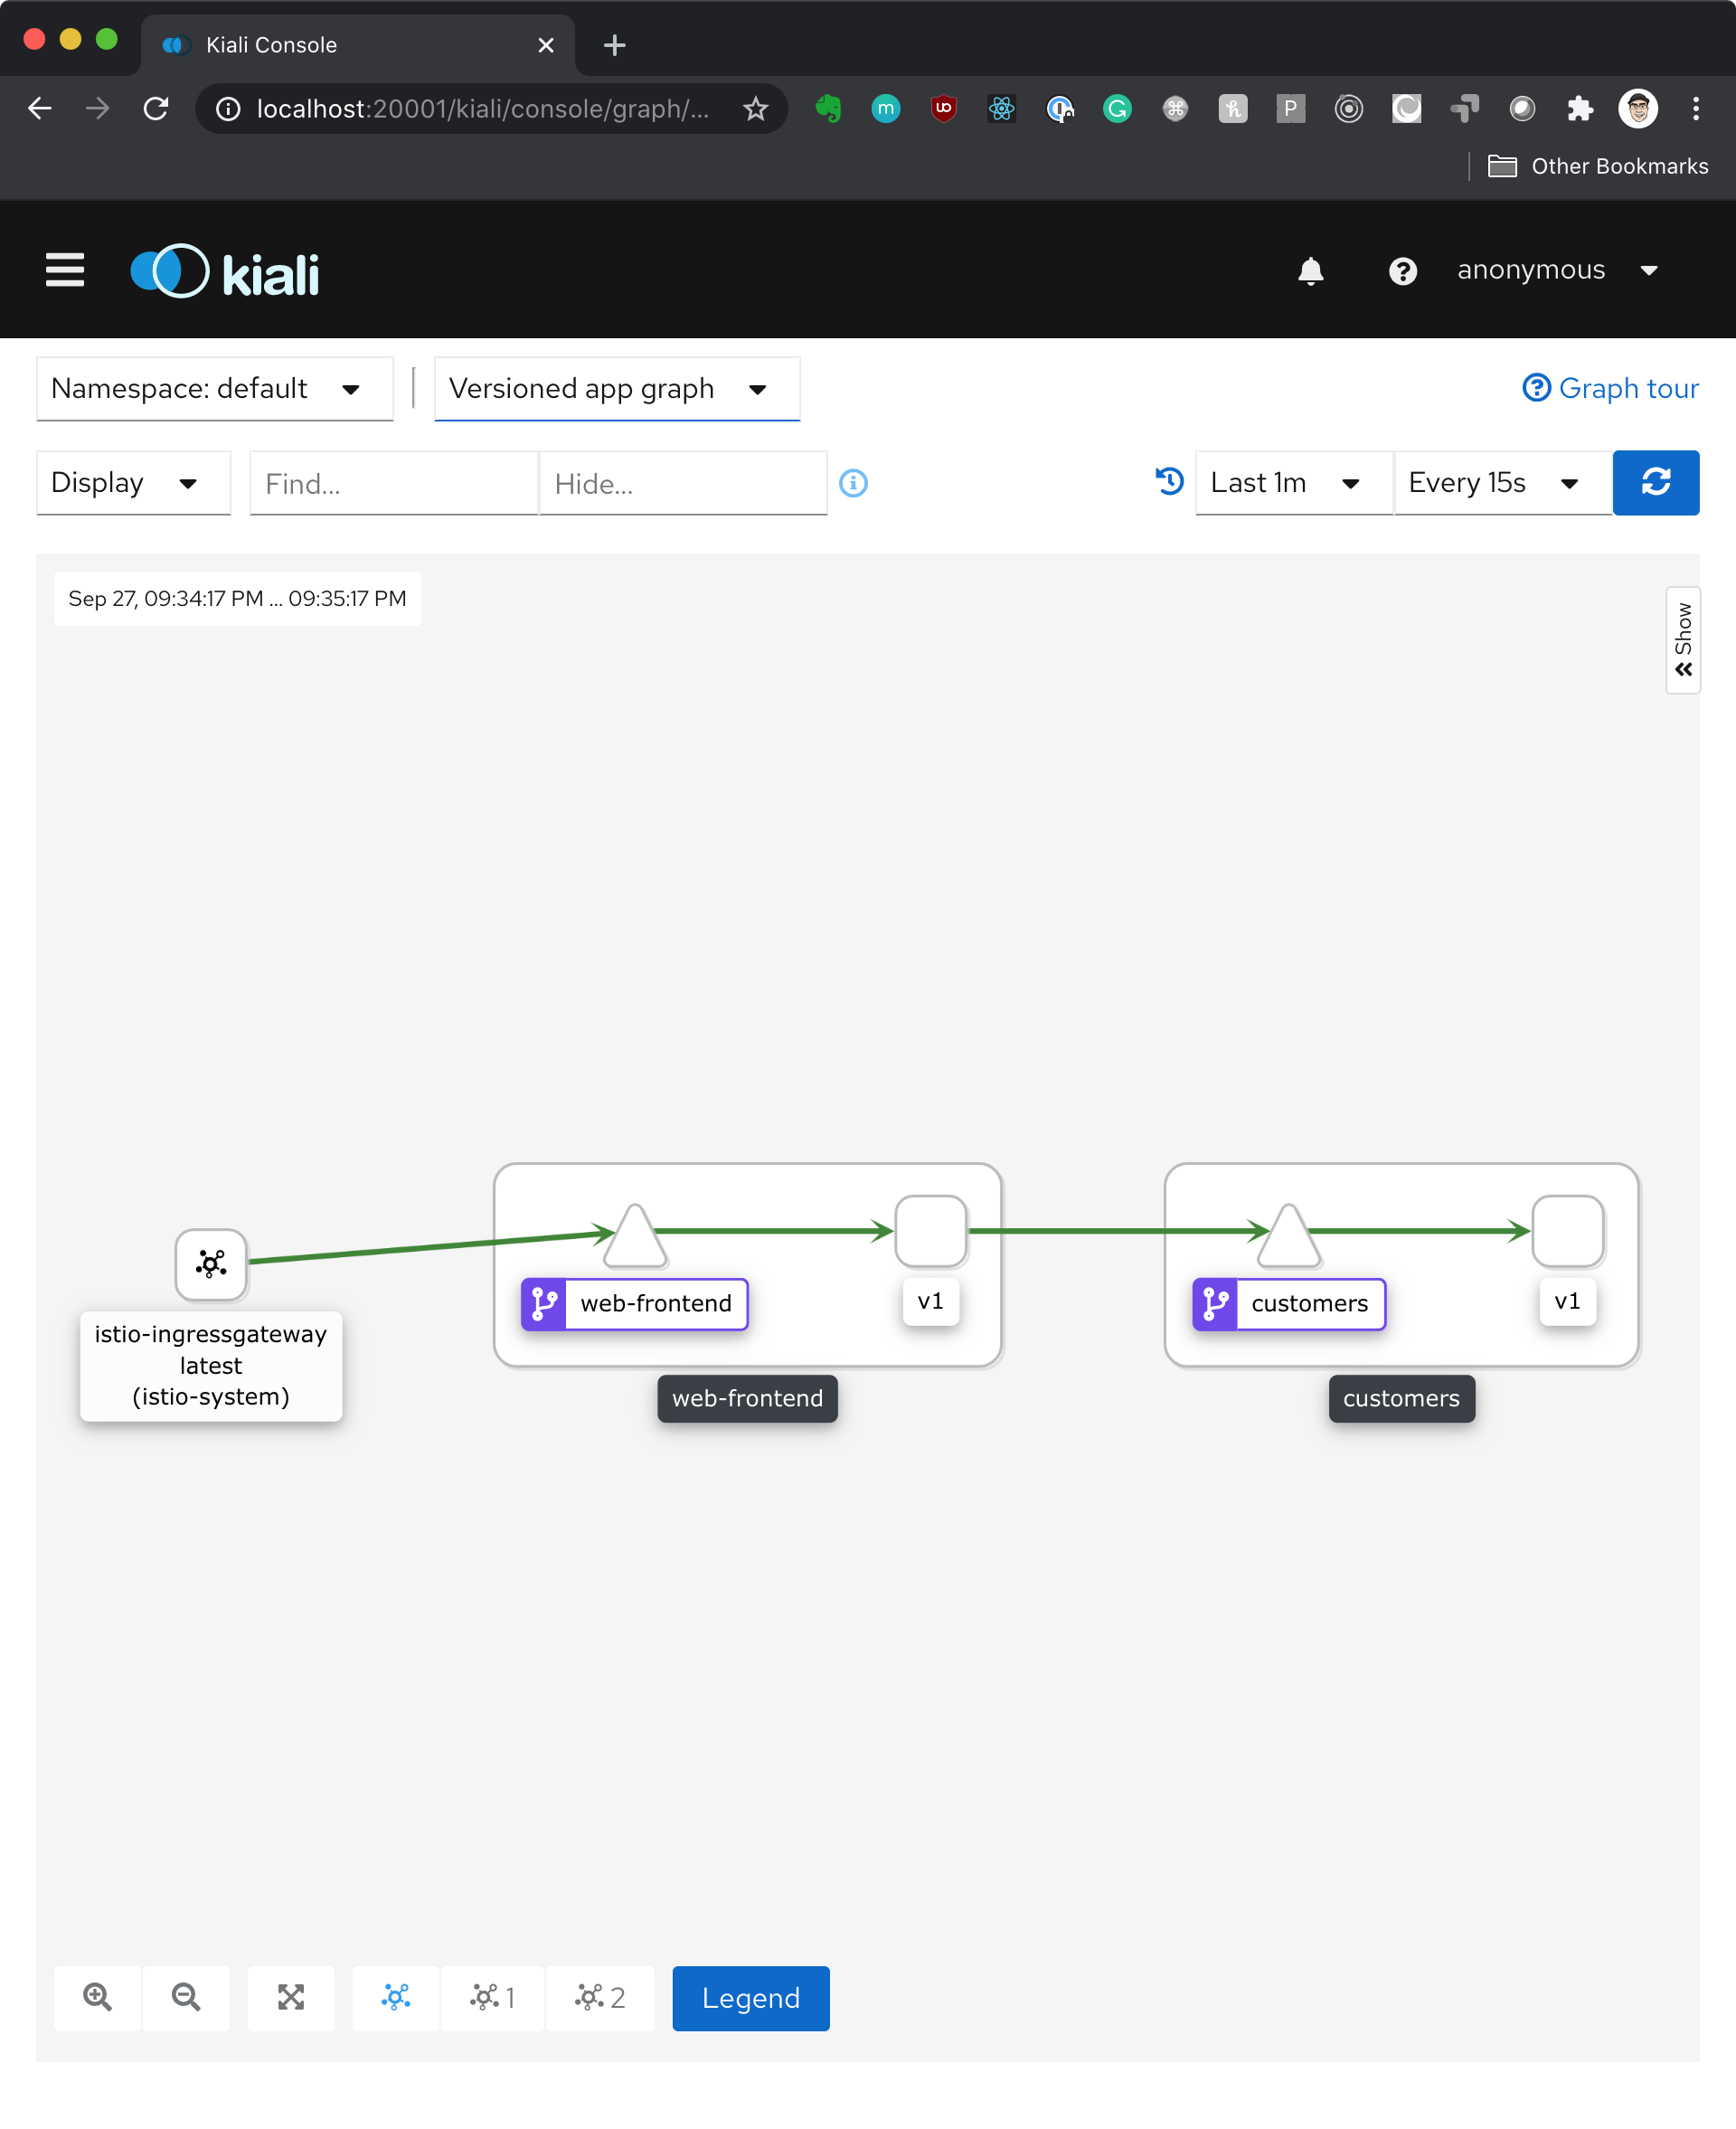 Kiali Console
localhost:20001/kiali/console/graph/...
Other Bookmarks
kiali
anonymous
Namespace: default
Versioned app graph
Graph tour
Display
Find...
Hide...
Last 1m
Every 15s
Sep 27, 09:34:17 PM ... 09:35:17 PM
Show
web-frontend
v1
customers
v1
istio-ingressgateway
latest
(istio-system)
web-frontend
customers
1
2
Legend